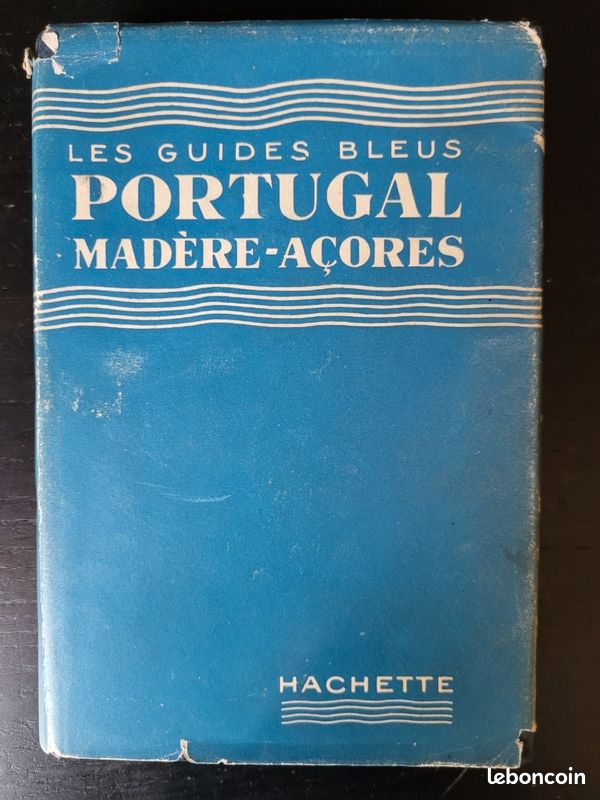 LES GUIDES BLEUS
PORTUGAL
MADÈRE-AÇORES
HACHETTE
leboncoin